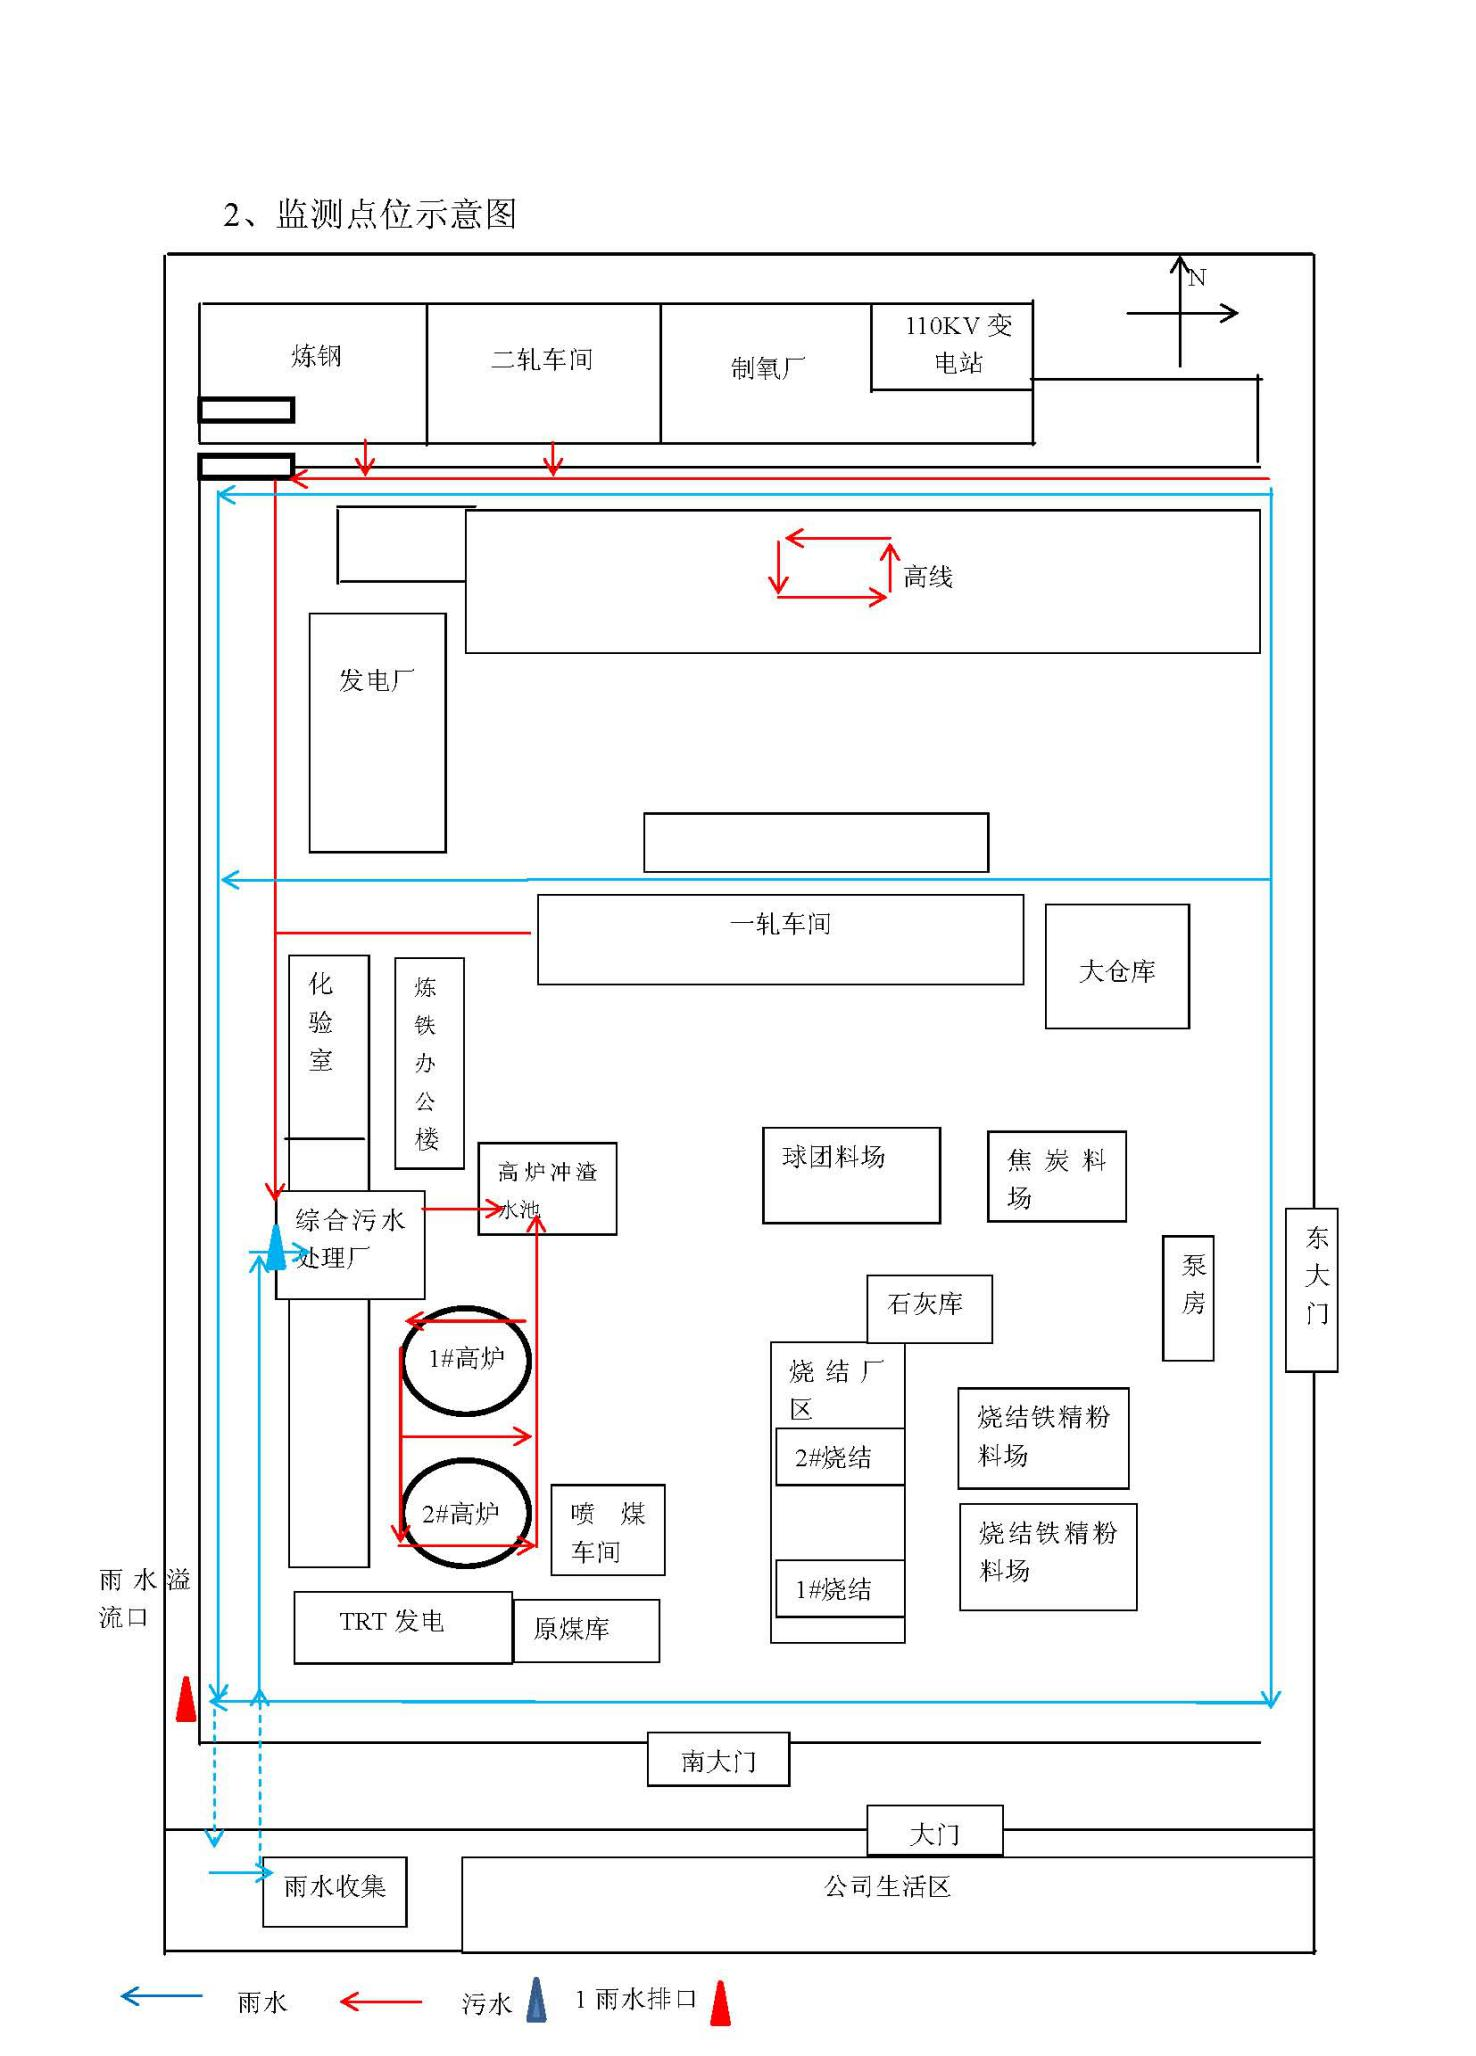 2、监测点位示意图
N
炼钢
二轧车间
制氧厂
110KV 变
电站
高线
发电厂
一轧车间
大仓库
化
验
室
炼
铁
办
公
楼
高炉冲渣
水池
球团料场
焦炭料
场
综合污水
处理厂
东
大
门
泵
房
石灰库
1#高炉
烧结厂
区
烧结铁精粉
料场
2#烧结
2#高炉
喷煤
车间
烧结铁精粉
料场
1#烧结
雨水溢
流口
TRT 发电
原煤库
南大门
大门
雨水收集
公司生活区
雨水
污水
1 雨水排口